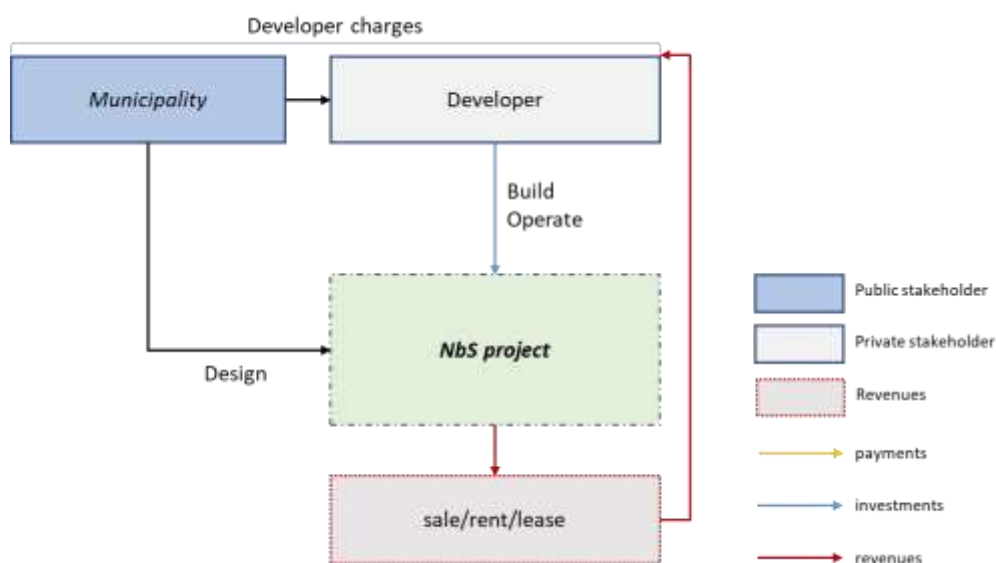 Developer charges
Municipality
Developer
Build
Operate
NbS project
Design
sale/rent/lease
Public stakeholder
Private stakeholder
Revenues
payments
investments
revenues